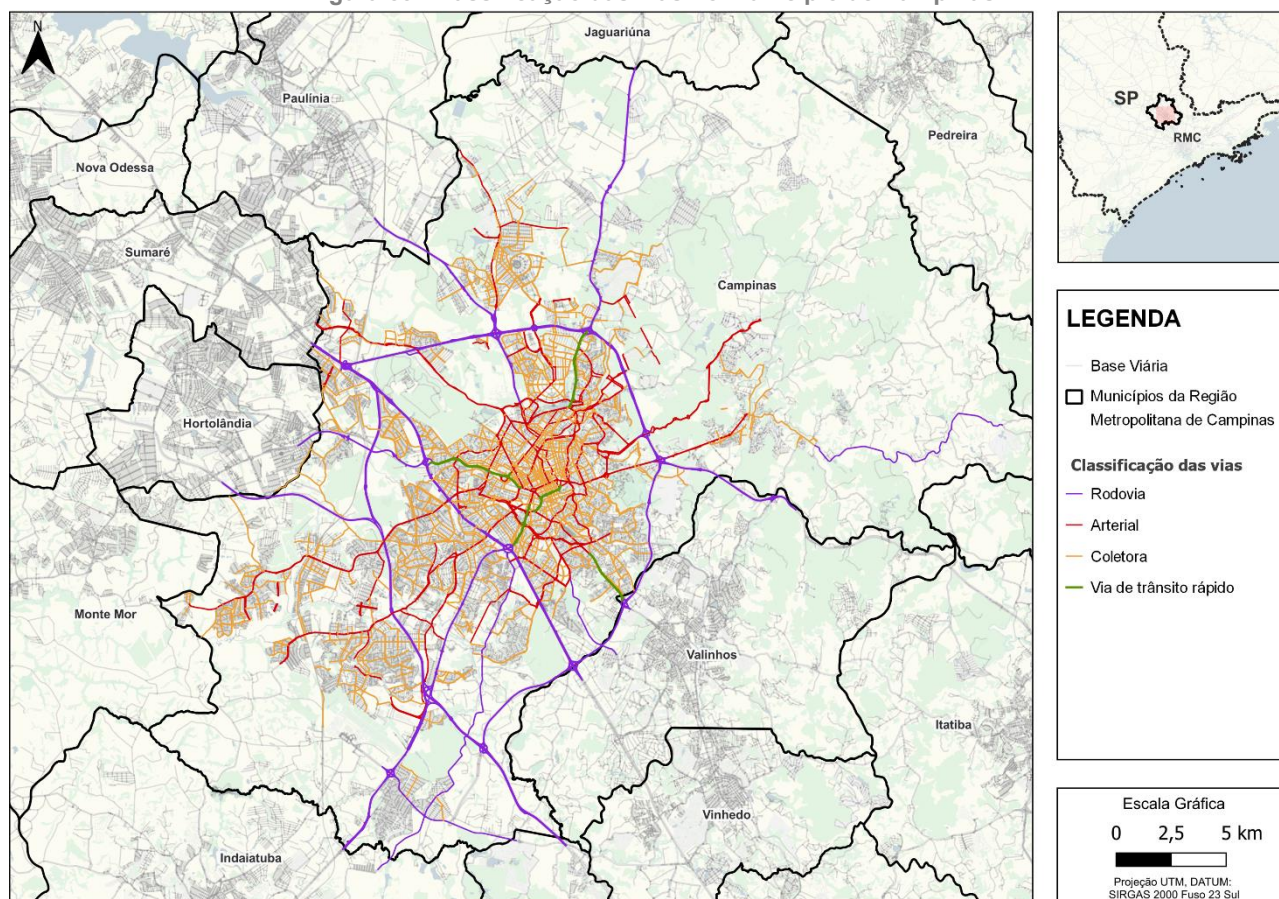 N
Jaguariúna
Paulínia
Pedreira
Nova Odessa
Sumaré
Campinas
Hortolândia
Monte Mor
Valinhos
Itatiba
Vinhedo
Indaiatuba
SP
RMC
LEGENDA
Base Viária
Municípios da Região
Metropolitana de Campinas
Classificação das vias
Rodovia
Arterial
Coletora
Via de trânsito rápido
Escala Gráfica
0 2,5 5 km
Projeção UTM, DATUM:
SIRGAS 2000 Fuso 23 Sul